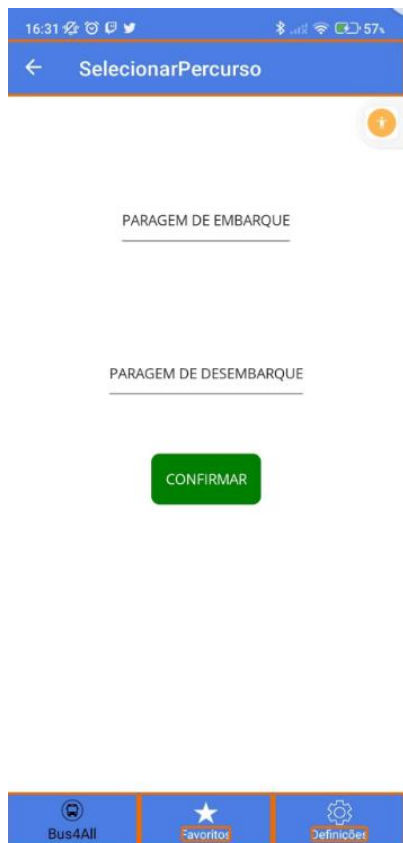 16:31 57%
SelecionarPercurso
PARAGEM DE EMBARQUE
PARAGEM DE DESEMBARQUE
CONFIRMAR
Bus4All Favoritos Definições